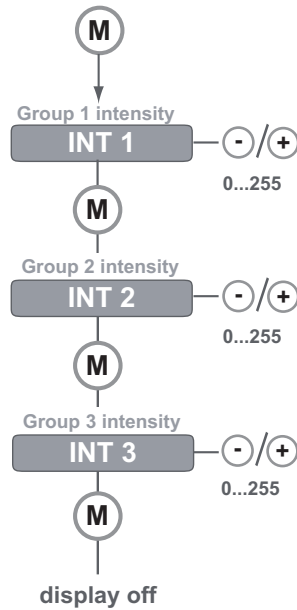 M
Group 1 intensity
INT 1
- / +
0...255
M
Group 2 intensity
INT 2
- / +
0...255
M
Group 3 intensity
INT 3
- / +
0...255
M
display off